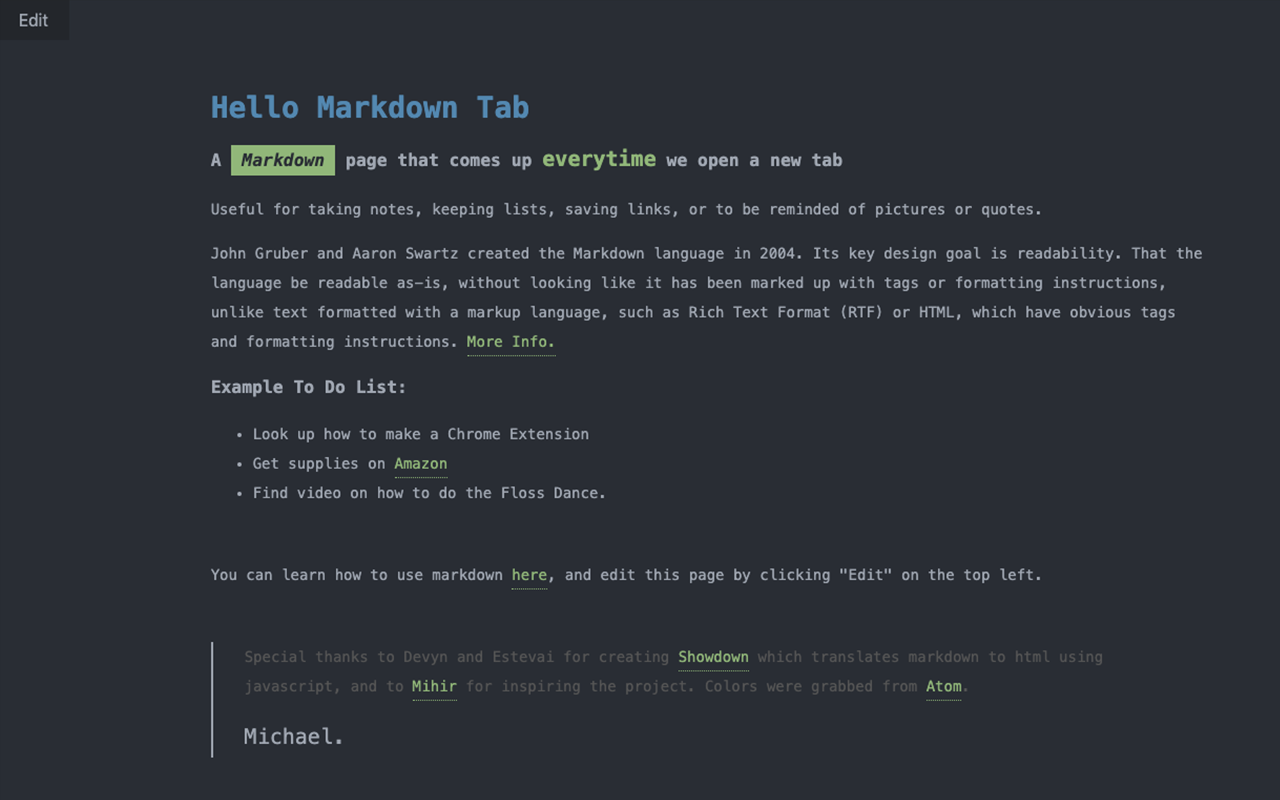 Edit
Hello Markdown Tab
A Markdown page that comes up everytime we open a new tab
Useful for taking notes, keeping lists, saving links, or to be reminded of pictures or quotes.
John Gruber and Aaron Swartz created the Markdown language in 2004. Its key design goal is readability. That the
language be readable as-is, without looking like it has been marked up with tags or formatting instructions,
unlike text formatted with a markup language, such as Rich Text Format (RTF) or HTML, which have obvious tags
and formatting instructions. More Info.
Example To Do List:
• Look up how to make a Chrome Extension
• Get supplies on Amazon
• Find video on how to do the Floss Dance.
You can learn how to use markdown here, and edit this page by clicking "Edit" on the top left.
Special thanks to Devyn and Estevai for creating Showdown which translates markdown to html using
javascript, and to Mihir for inspiring the project. Colors were grabbed from Atom.
Michael.